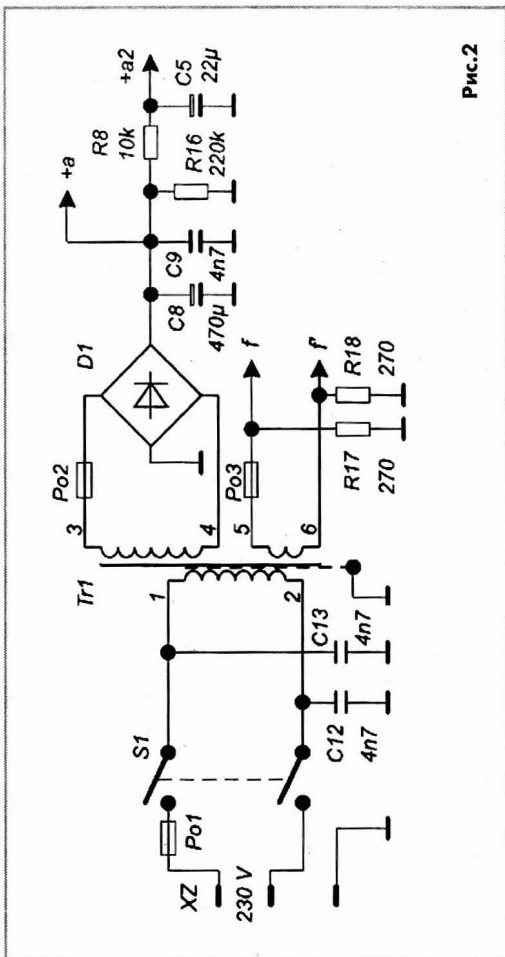 +a
+a2
R8
10k
C5
22µ
R16
220k
C9
4n7
C8
470µ
D1
Po2
3
4
Po3
5
6
f
f'
R18
270
R17
270
Tr1
1
2
S1
C13
4n7
C12
4n7
Po1
XZ
230 V
Рис.2